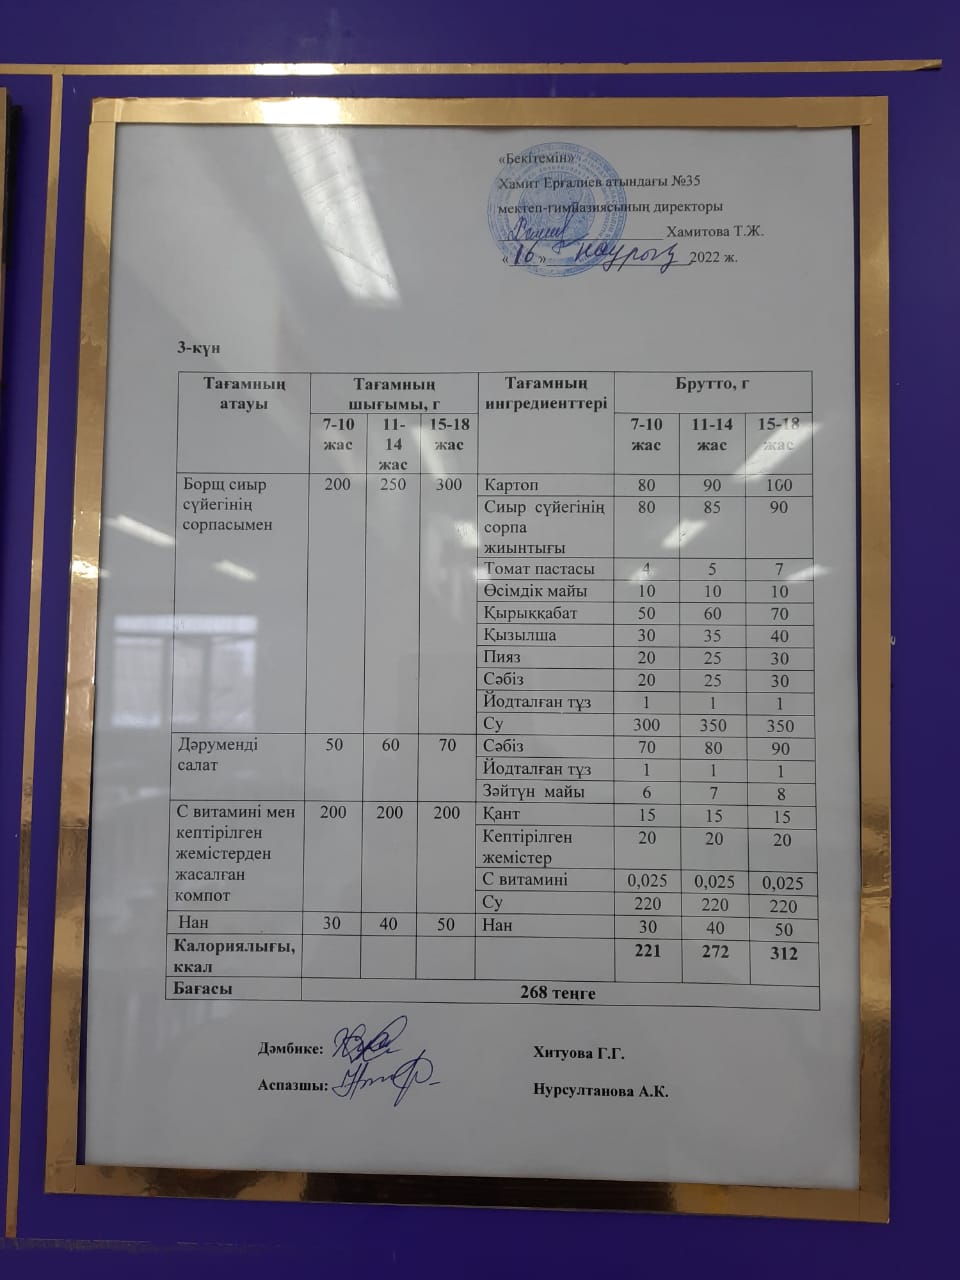 «Бекітемін»
Хамит Ерғалиев атындағы №35
мектеп-гимназиясының директоры
Хамитова Т.Ж.
«16» наурыз 2022 ж.
3-күн
Тағамның атауы Тағамның шығымы, г Тағамның ингредиенттері Брутто, г
7-10 жас 11-14 жас 15-18 жас 7-10 жас 11-14 жас 15-18 жас
Борщ сиыр сүйегінің сорпасымен 200 250 300 Картоп 80 90 100
Сиыр сүйегінің сорпа жиынтығы 80 85 90
Томат пастасы 4 5 7
Өсімдік майы 10 10 10
Қырыққабат 50 60 70
Қызылша 30 35 40
Пияз 20 25 30
Сәбіз 20 25 30
Йодталған тұз 1 1 1
Су 300 350 350
Дәруменді салат 50 60 70 Сәбіз 70 80 90
Йодталған тұз 1 1 1
Зәйтүн майы 6 7 8
С витамині мен кептірілген жемістерден жасалған компот 200 200 200 Қант 15 15 15
Кептірілген жемістер 20 20 20
С витамині 0,025 0,025 0,025
Су 220 220 220
Нан 30 40 50 Нан 30 40 50
Калориялығы, ккал 221 272 312
Бағасы 268 теңге
Дәмбике: Хитуова Г.Г.
Аспазшы: Нурсултанова А.К.